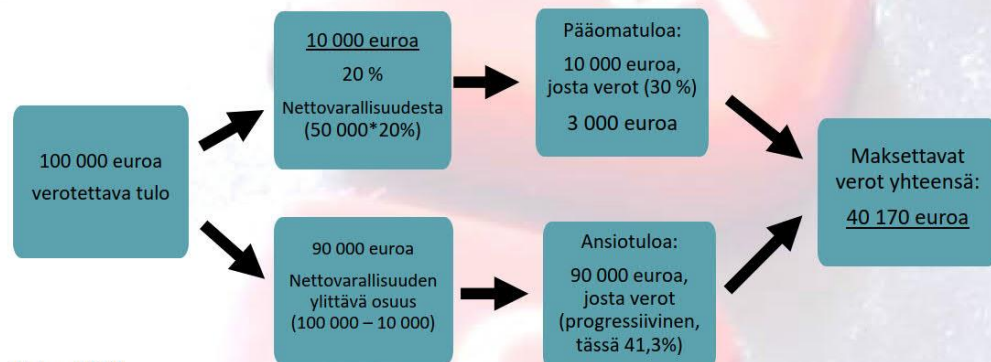 100 000 euroa
verotettava tulo
10 000 euroa
20 %
Nettovarallisuudesta
(50 000*20%)
Pääomatuloa:
10 000 euroa,
josta verot (30 %)
3 000 euroa
90 000 euroa
Nettovarallisuuden
ylittävä osuus
(100 000 – 10 000)
Ansiotuloa:
90 000 euroa,
josta verot
(progressiivinen,
tässä 41,3%)
Maksettavat
verot yhteensä:
40 170 euroa